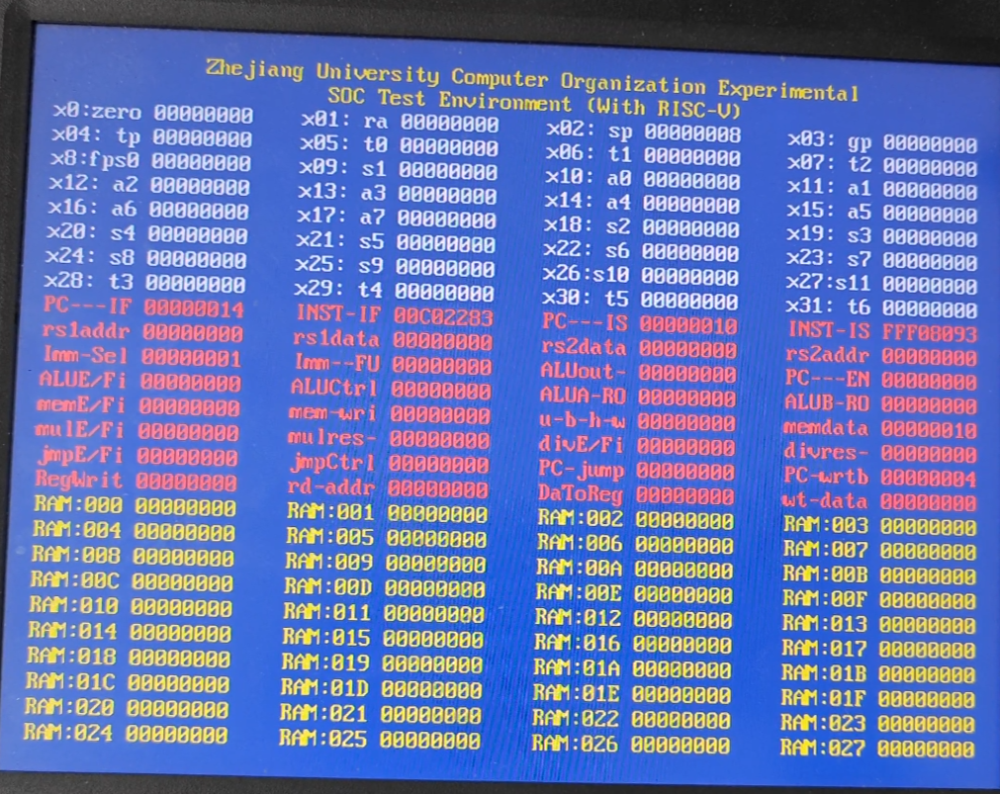 Zhejiang University Computer Organization Experimental
SOC Test Environment (With RISC-V)
x0:zero 00000000 x01: ra 00000000 x02: sp 00000008 x03: gp 00000000
x04: tp 00000000 x05: t0 00000000 x06: t1 00000000 x07: t2 00000000
x8:fps0 00000000 x09: s1 00000000 x10: a0 00000000 x11: a1 00000000
x12: a2 00000000 x13: a3 00000000 x14: a4 00000000 x15: a5 00000000
x16: a6 00000000 x17: a7 00000000 x18: s2 00000000 x19: s3 00000000
x20: s4 00000000 x21: s5 00000000 x22: s6 00000000 x23: s7 00000000
x24: s8 00000000 x25: s9 00000000 x26:s10 00000000 x27:s11 00000000
x28: t3 00000000 x29: t4 00000000 x30: t5 00000000 x31: t6 00000000
PC---IF 00000014 INST-IF 00C02283 PC---IS 00000010 INST-IS FFF08093
rs1addr 00000000 rs1data 00000000 rs2data 00000000 rs2addr 00000000
Imm-Sel 00000001 Imm--FU 00000000 ALUout- 00000000 PC---EN 00000000
ALUE/Fi 00000000 ALUCtrl 00000000 ALUA-RO 00000000 ALUB-RO 00000000
memE/Fi 00000000 mem-wri 00000000 u-b-h-w 00000000 memdata 00000010
mulE/Fi 00000000 mulres- 00000000 divE/Fi 00000000 divres- 00000000
jmpE/Fi 00000000 jmpCtrl 00000000 PC-jump 00000000 PC-wrtb 00000004
RegWrit 00000000 rd-addr 00000000 DaToReg 00000000 wt-data 00000000
RAM:000 00000000 RAM:001 00000000 RAM:002 00000000 RAM:003 00000000
RAM:004 00000000 RAM:005 00000000 RAM:006 00000000 RAM:007 00000000
RAM:008 00000000 RAM:009 00000000 RAM:00A 00000000 RAM:00B 00000000
RAM:00C 00000000 RAM:00D 00000000 RAM:00E 00000000 RAM:00F 00000000
RAM:010 00000000 RAM:011 00000000 RAM:012 00000000 RAM:013 00000000
RAM:014 00000000 RAM:015 00000000 RAM:016 00000000 RAM:017 00000000
RAM:018 00000000 RAM:019 00000000 RAM:01A 00000000 RAM:01B 00000000
RAM:01C 00000000 RAM:01D 00000000 RAM:01E 00000000 RAM:01F 00000000
RAM:020 00000000 RAM:021 00000000 RAM:022 00000000 RAM:023 00000000
RAM:024 00000000 RAM:025 00000000 RAM:026 00000000 RAM:027 00000000